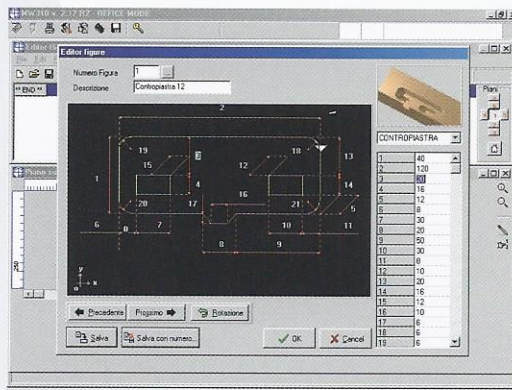 MW310 v. 2.17 R2 - OFFICE MODE
Editor figure
Numero Figura 1
Descrizione Contropiastra 12
** END **
Piani
CONTROPIASTRA
2
19 18 13
15 3 12
1 4 14
16
20 17 21 5
6 0 7 10 11
8 9
y
x
1 40
2 120
3 20
4 16
5 12
6 8
7 30
8 20
9 50
10 30
11 8
12 10
13 20
14 16
15 12
16 10
17 6
18 6
19 6
250
Precedente Prossimo Rotazione
Salva Salva con numero... OK Cancel